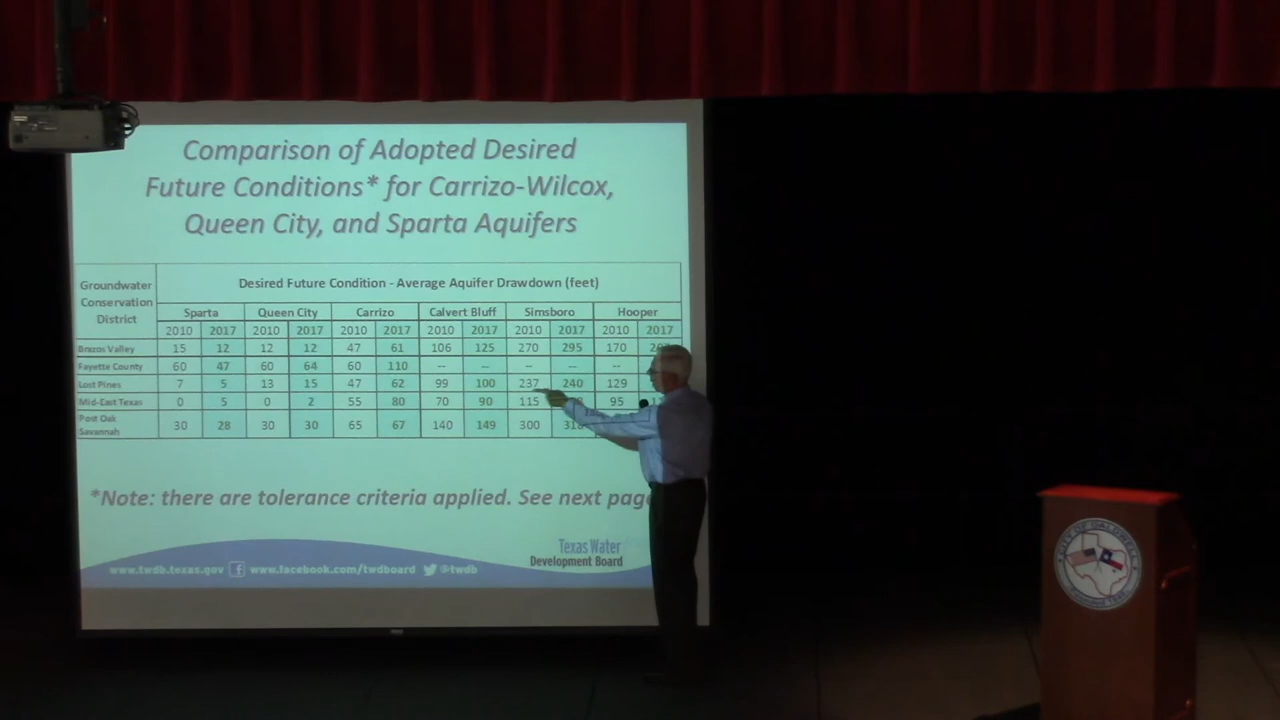 Comparison of Adopted Desired
Future Conditions* for Carrizo-Wilcox,
Queen City, and Sparta Aquifers
Groundwater Conservation District
Desired Future Condition - Average Aquifer Drawdown (feet)
Sparta Queen City Carrizo Calvert Bluff Simsboro Hooper
2010 2017 2010 2017 2010 2017 2010 2017 2010 2017 2010 2017
Brazos Valley 15 12 12 12 47 61 106 125 270 295 170
Fayette County 60 47 60 64 60 110 -- -- -- -- --
Lost Pines 7 5 13 15 47 62 99 100 237 240 129
Mid-East Texas 0 5 0 2 55 80 70 90 115 95
Post Oak Savannah 30 28 30 30 65 67 140 149 300
*Note: there are tolerance criteria applied. See next
Texas Water
Development Board
www.twdb.texas.gov f www.facebook.com/twdboard @twdb
CITY OF CALDWELL